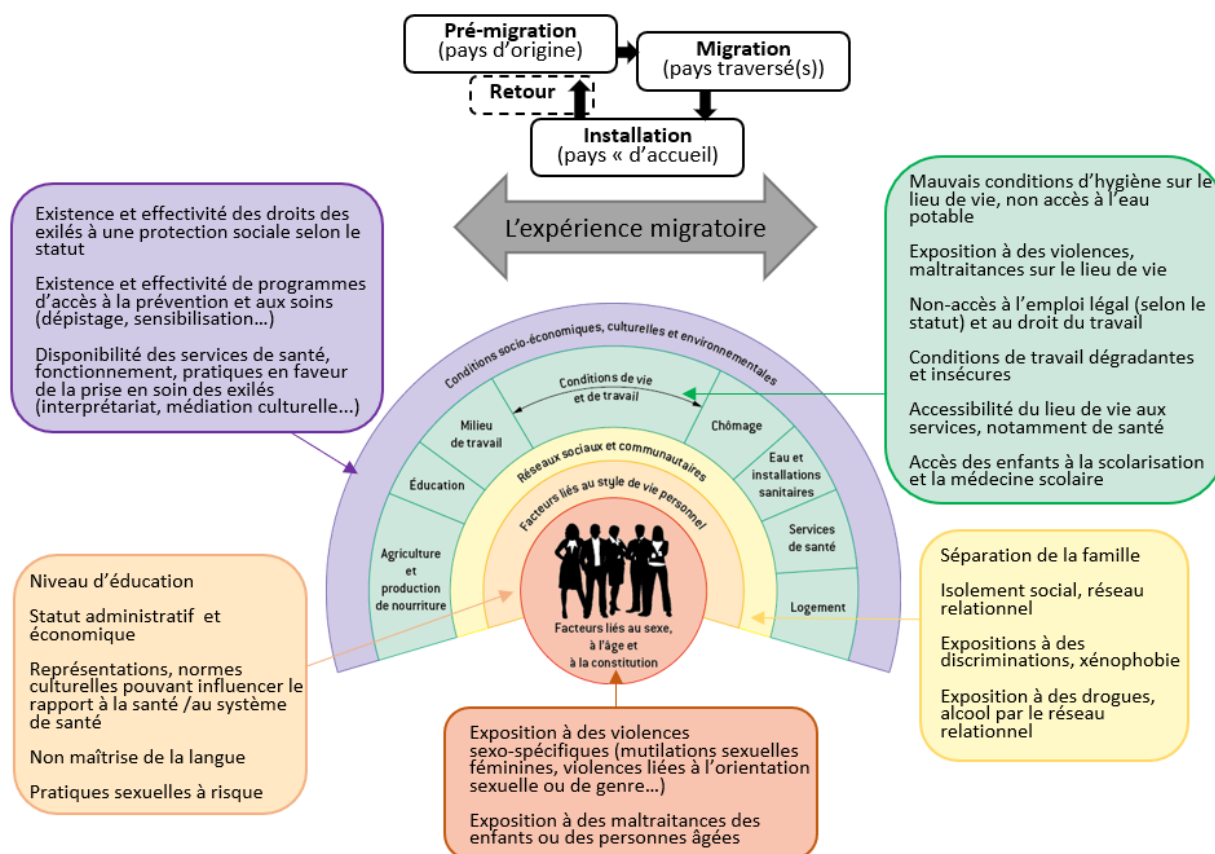 Pré-migration
(pays d’origine)
Migration
(pays traversé(s))
Retour
Installation
(pays « d’accueil)
L’expérience migratoire
Existence et effectivité des droits des
exilés à une protection sociale selon le
statut
Existence et effectivité de programmes
d’accès à la prévention et aux soins
(dépistage, sensibilisation…)
Disponibilité des services de santé,
fonctionnement, pratiques en faveur
de la prise en soin des exilés
(interprétariat, médiation culturelle...)
Mauvais conditions d’hygiène sur le
lieu de vie, non accès à l’eau
potable
Exposition à des violences,
maltraitances sur le lieu de vie
Non-accès à l’emploi légal (selon le
statut) et au droit du travail
Conditions de travail dégradantes
et insécures
Accessibilité du lieu de vie aux
services, notamment de santé
Accès des enfants à la scolarisation
et la médecine scolaire
Conditions socio-économiques, culturelles et environnementales
Agriculture
et
production
de nourriture
Éducation
Milieu
de travail
Conditions de vie
et de travail
Chômage
Eau et
installations
sanitaires
Services
de santé
Logement
Réseaux sociaux et communautaires
Facteurs liés au style de vie personnel
Facteurs liés au sexe,
à l’âge et
à la constitution
Niveau d’éducation
Statut administratif et
économique
Représentations, normes
culturelles pouvant influencer le
rapport à la santé /au système
de santé
Non maîtrise de la langue
Pratiques sexuelles à risque
Exposition à des violences
sexo-spécifiques (mutilations sexuelles
féminines, violences liées à l’orientation
sexuelle ou de genre…)
Exposition à des maltraitances des
enfants ou des personnes âgées
Séparation de la famille
Isolement social, réseau
relationnel
Expositions à des
discriminations, xénophobie
Exposition à des drogues,
alcool par le réseau
relationnel